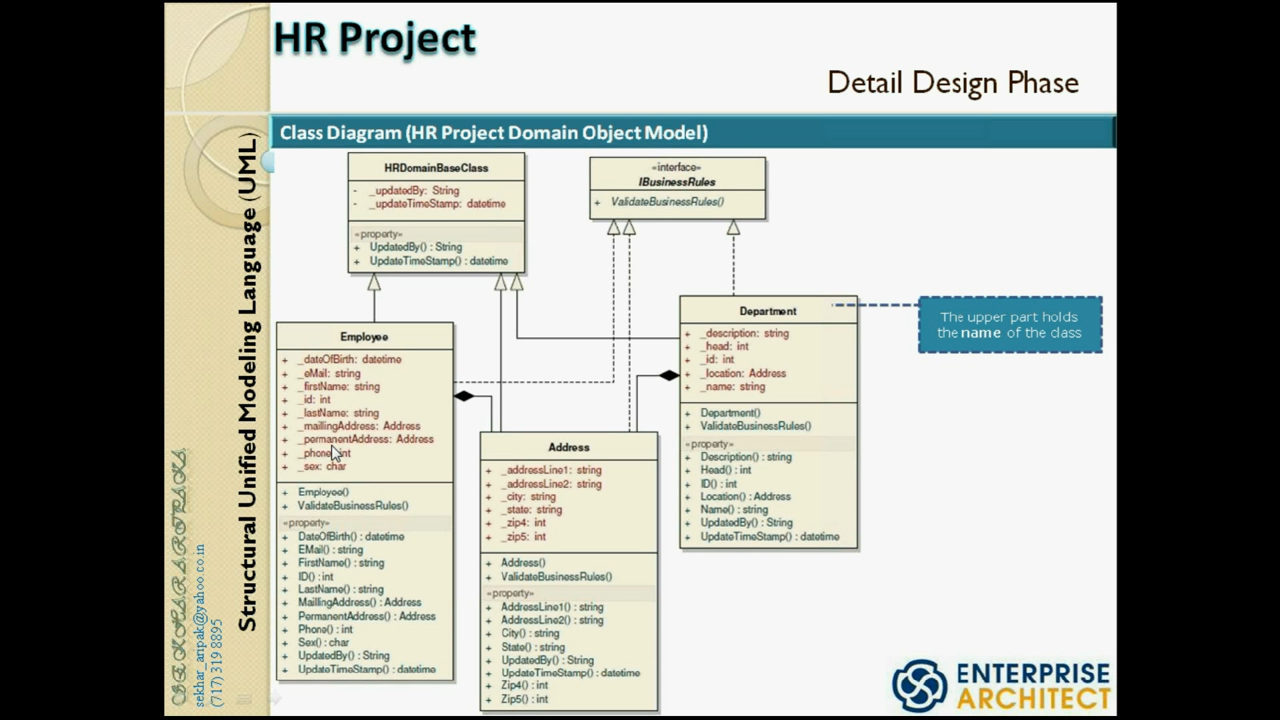 HR Project
Detail Design Phase
Class Diagram (HR Project Domain Object Model)
Structural Unified Modeling Language (UML)
sekhar_anpak@yahoo.co.in
(717) 319 8895
HRDomainBaseClass
- _updatedBy: String
- _updateTimeStamp: datetime
«property»
+ UpdatedBy() : String
+ UpdateTimeStamp() : datetime
«interface»
IBusinessRules
+ ValidateBusinessRules()
Employee
+ _dateOfBirth: datetime
+ _eMail: string
+ _firstName: string
+ _id: int
+ _lastName: string
+ _maillingAddress: Address
+ _permanentAddress: Address
+ _phone: int
+ _sex: char
+ Employee()
+ ValidateBusinessRules()
«property»
+ DateOfBirth() : datetime
+ EMail() : string
+ FirstName() : string
+ ID() : int
+ LastName() : string
+ MaillingAddress() : Address
+ PermanentAddress() : Address
+ Phone() : int
+ Sex() : char
+ UpdatedBy() : String
+ UpdateTimeStamp() : datetime
Address
+ _addressLine1: string
+ _addressLine2: string
+ _city: string
+ _state: string
+ _zip4: int
+ _zip5: int
+ Address()
+ ValidateBusinessRules()
«property»
+ AddressLine1() : string
+ AddressLine2() : string
+ City() : string
+ State() : string
+ UpdatedBy() : String
+ UpdateTimeStamp() : datetime
+ Zip4() : int
+ Zip5() : int
Department
+ _description: string
+ _head: int
+ _id: int
+ _location: Address
+ _name: string
+ Department()
+ ValidateBusinessRules()
«property»
+ Description() : string
+ Head() : int
+ ID() : int
+ Location() : Address
+ Name() : string
+ UpdatedBy() : String
+ UpdateTimeStamp() : datetime
The upper part holds
the name of the class
ENTERPRISE
ARCHITECT